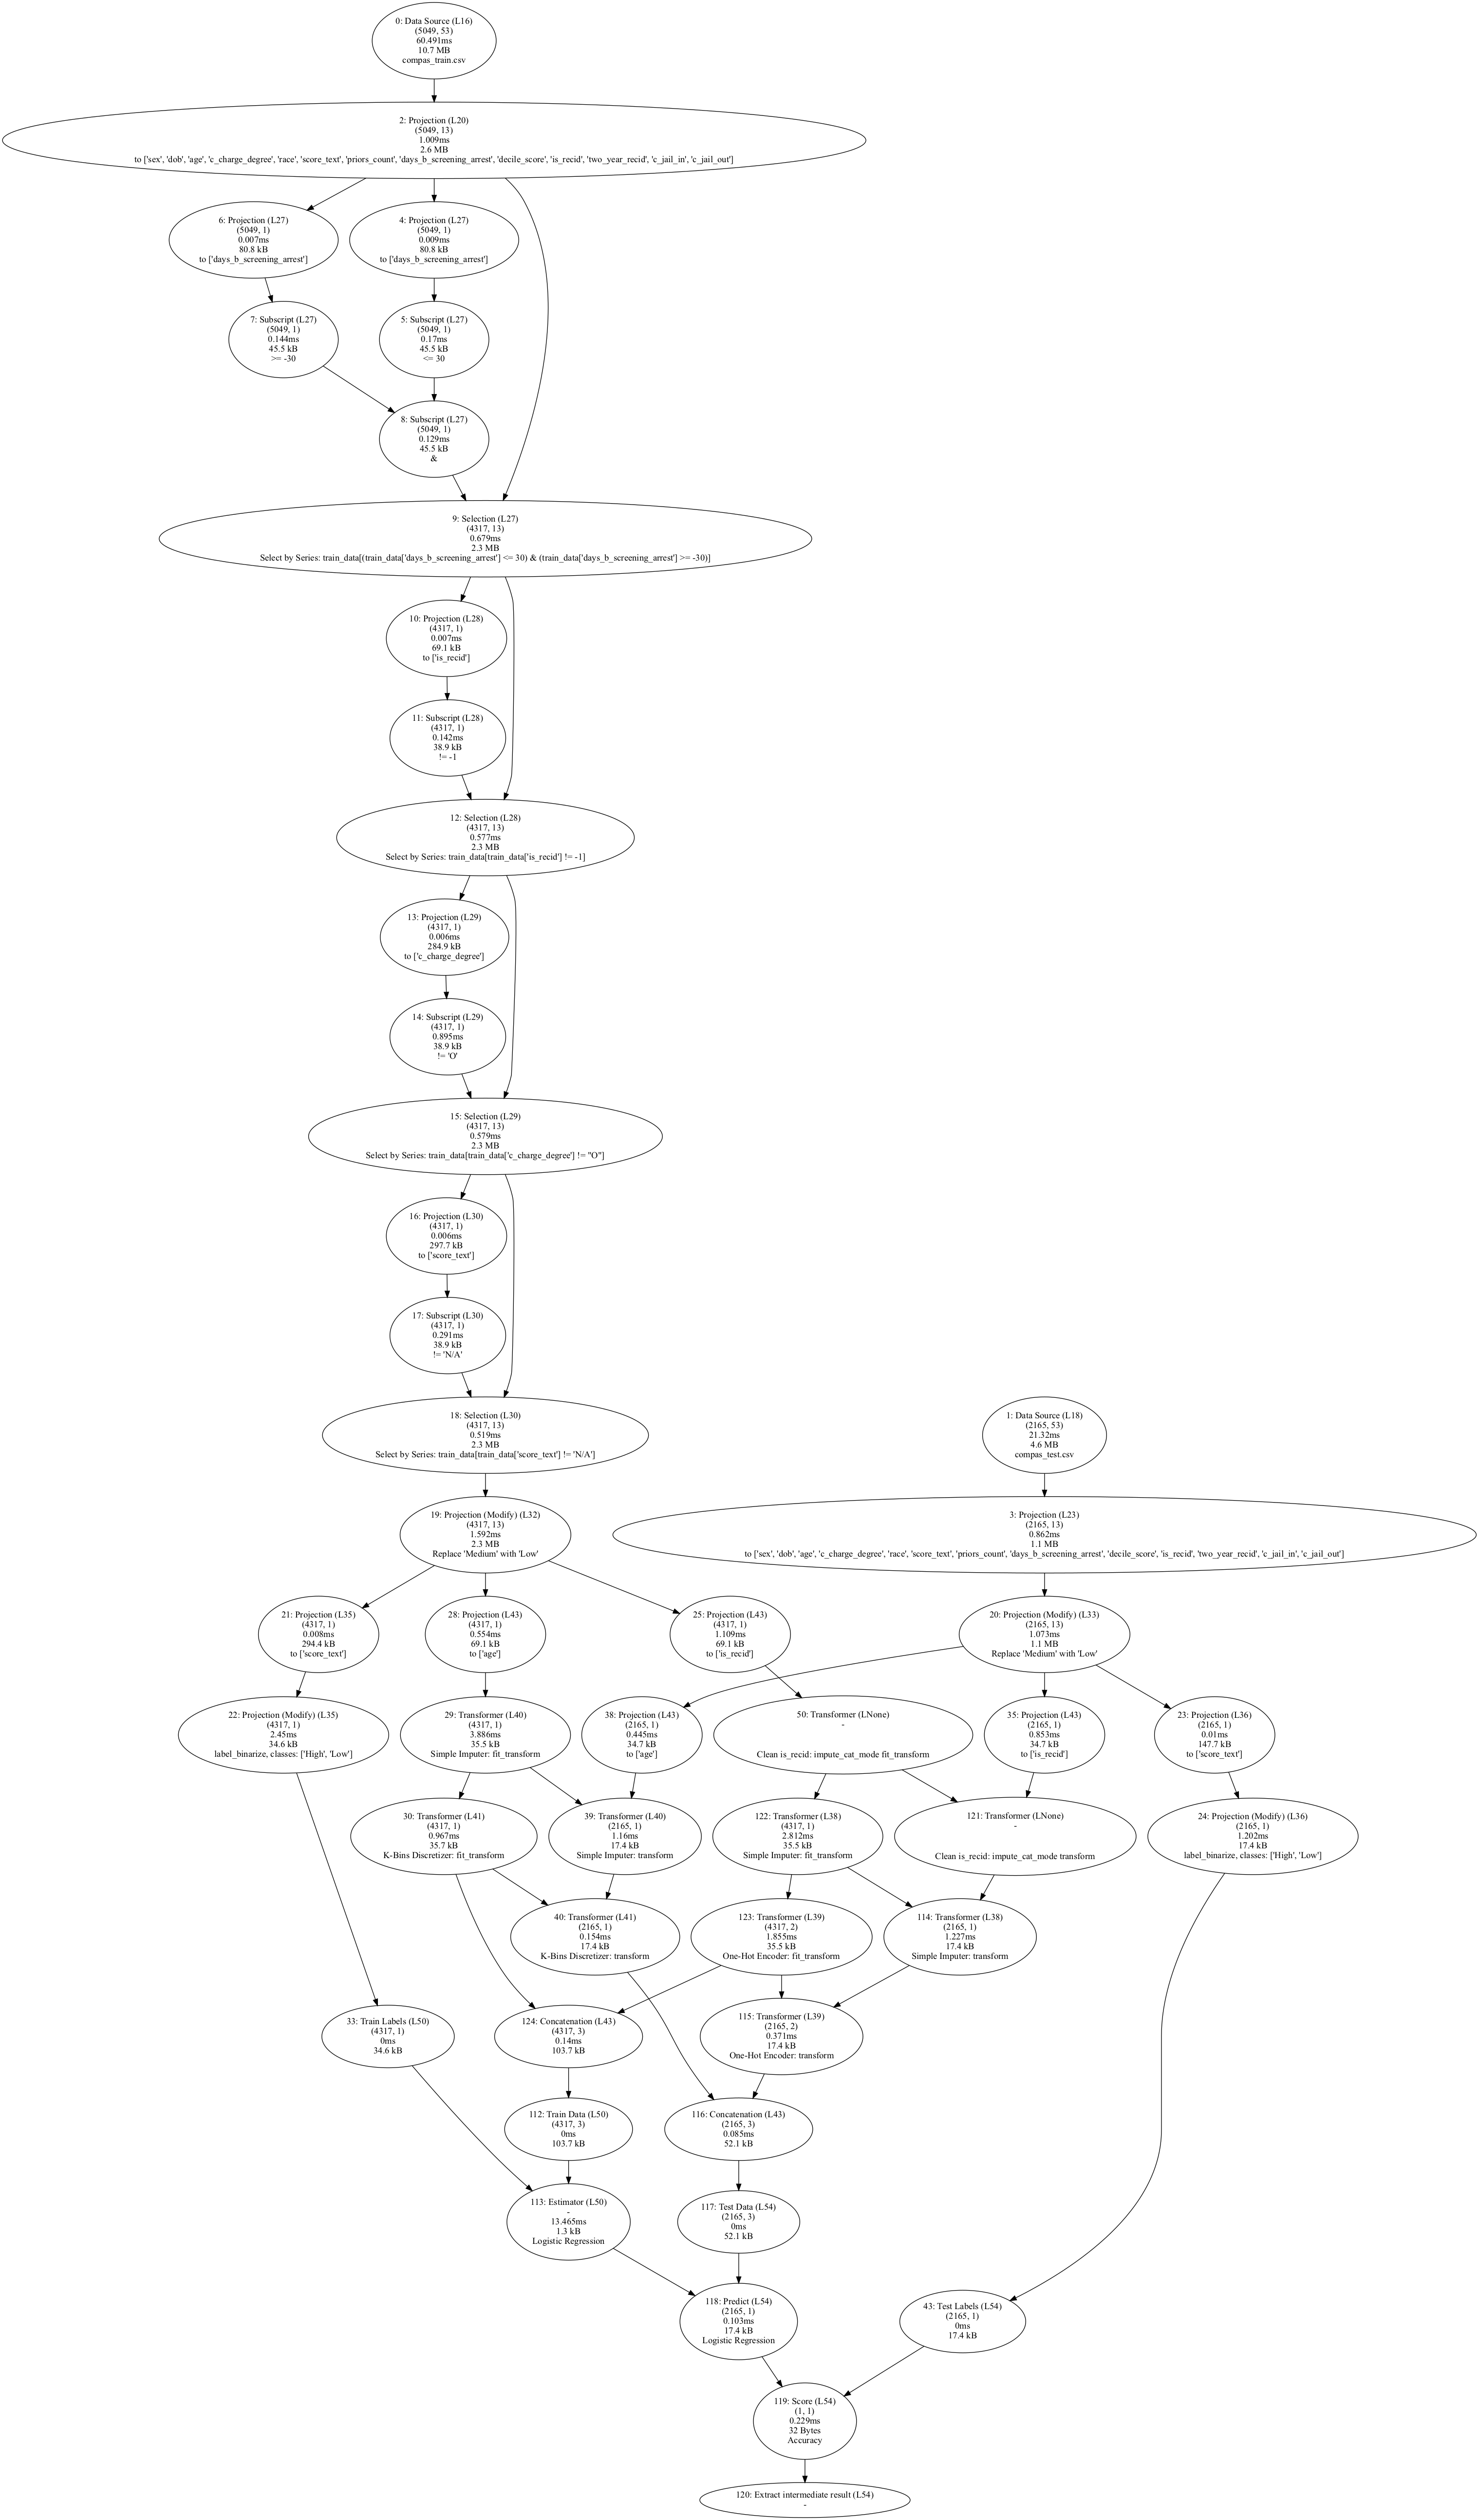 0: Data Source (L16)
(5049, 53)
60.491ms
10.7 MB
compas_train.csv
2: Projection (L20)
(5049, 13)
1.009ms
2.6 MB
to ['sex', 'dob', 'age', 'c_charge_degree', 'race', 'score_text', 'priors_count', 'days_b_screening_arrest', 'decile_score', 'is_recid', 'two_year_recid', 'c_jail_in', 'c_jail_out']
6: Projection (L27)
(5049, 1)
0.007ms
80.8 kB
to ['days_b_screening_arrest']
4: Projection (L27)
(5049, 1)
0.009ms
80.8 kB
to ['days_b_screening_arrest']
7: Subscript (L27)
(5049, 1)
0.144ms
45.5 kB
>= -30
5: Subscript (L27)
(5049, 1)
0.17ms
45.5 kB
<= 30
8: Subscript (L27)
(5049, 1)
0.129ms
45.5 kB
&
9: Selection (L27)
(4317, 13)
0.679ms
2.3 MB
Select by Series: train_data[(train_data['days_b_screening_arrest'] <= 30) & (train_data['days_b_screening_arrest'] >= -30)]
10: Projection (L28)
(4317, 1)
0.007ms
69.1 kB
to ['is_recid']
11: Subscript (L28)
(4317, 1)
0.142ms
38.9 kB
!= -1
12: Selection (L28)
(4317, 13)
0.577ms
2.3 MB
Select by Series: train_data[train_data['is_recid'] != -1]
13: Projection (L29)
(4317, 1)
0.006ms
284.9 kB
to ['c_charge_degree']
14: Subscript (L29)
(4317, 1)
0.895ms
38.9 kB
!= 'O'
15: Selection (L29)
(4317, 13)
0.579ms
2.3 MB
Select by Series: train_data[train_data['c_charge_degree'] != "O"]
16: Projection (L30)
(4317, 1)
0.006ms
297.7 kB
to ['score_text']
17: Subscript (L30)
(4317, 1)
0.291ms
38.9 kB
!= 'N/A'
18: Selection (L30)
(4317, 13)
0.519ms
2.3 MB
Select by Series: train_data[train_data['score_text'] != 'N/A']
1: Data Source (L18)
(2165, 53)
21.32ms
4.6 MB
compas_test.csv
19: Projection (Modify) (L32)
(4317, 13)
1.592ms
2.3 MB
Replace 'Medium' with 'Low'
3: Projection (L23)
(2165, 13)
0.862ms
1.1 MB
to ['sex', 'dob', 'age', 'c_charge_degree', 'race', 'score_text', 'priors_count', 'days_b_screening_arrest', 'decile_score', 'is_recid', 'two_year_recid', 'c_jail_in', 'c_jail_out']
21: Projection (L35)
(4317, 1)
0.008ms
294.4 kB
to ['score_text']
28: Projection (L43)
(4317, 1)
0.554ms
69.1 kB
to ['age']
25: Projection (L43)
(4317, 1)
1.109ms
69.1 kB
to ['is_recid']
20: Projection (Modify) (L33)
(2165, 13)
1.073ms
1.1 MB
Replace 'Medium' with 'Low'
22: Projection (Modify) (L35)
(4317, 1)
2.45ms
34.6 kB
label_binarize, classes: ['High', 'Low']
29: Transformer (L40)
(4317, 1)
3.886ms
35.5 kB
Simple Imputer: fit_transform
38: Projection (L43)
(2165, 1)
0.445ms
34.7 kB
to ['age']
50: Transformer (LNone)
-
Clean is_recid: impute_cat_mode fit_transform
35: Projection (L43)
(2165, 1)
0.853ms
34.7 kB
to ['is_recid']
23: Projection (L36)
(2165, 1)
0.01ms
147.7 kB
to ['score_text']
30: Transformer (L41)
(4317, 1)
0.967ms
35.7 kB
K-Bins Discretizer: fit_transform
39: Transformer (L40)
(2165, 1)
1.16ms
17.4 kB
Simple Imputer: transform
122: Transformer (L38)
(4317, 1)
2.812ms
35.5 kB
Simple Imputer: fit_transform
121: Transformer (LNone)
-
Clean is_recid: impute_cat_mode transform
24: Projection (Modify) (L36)
(2165, 1)
1.202ms
17.4 kB
label_binarize, classes: ['High', 'Low']
40: Transformer (L41)
(2165, 1)
0.154ms
17.4 kB
K-Bins Discretizer: transform
123: Transformer (L39)
(4317, 2)
1.855ms
35.5 kB
One-Hot Encoder: fit_transform
114: Transformer (L38)
(2165, 1)
1.227ms
17.4 kB
Simple Imputer: transform
33: Train Labels (L50)
(4317, 1)
0ms
34.6 kB
124: Concatenation (L43)
(4317, 3)
0.14ms
103.7 kB
115: Transformer (L39)
(2165, 2)
0.371ms
17.4 kB
One-Hot Encoder: transform
112: Train Data (L50)
(4317, 3)
0ms
103.7 kB
116: Concatenation (L43)
(2165, 3)
0.085ms
52.1 kB
113: Estimator (L50)
-
13.465ms
1.3 kB
Logistic Regression
117: Test Data (L54)
(2165, 3)
0ms
52.1 kB
118: Predict (L54)
(2165, 1)
0.103ms
17.4 kB
Logistic Regression
43: Test Labels (L54)
(2165, 1)
0ms
17.4 kB
119: Score (L54)
(1, 1)
0.229ms
32 Bytes
Accuracy
120: Extract intermediate result (L54)
-